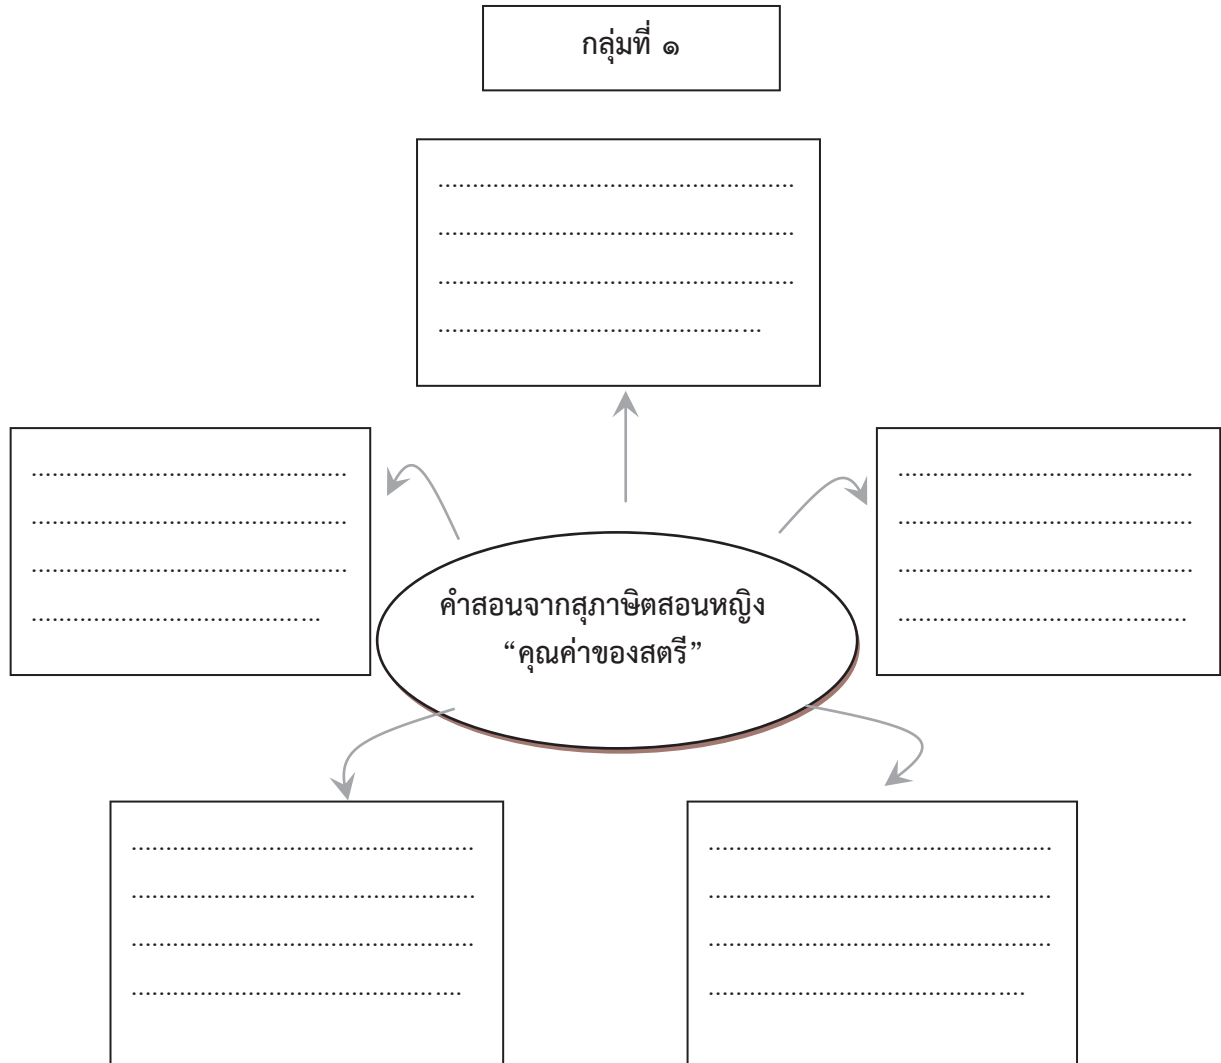 กลุ่มที่ ๑
คำสอนจากสุภาษิตสอนหญิง
“คุณค่าของสตรี”